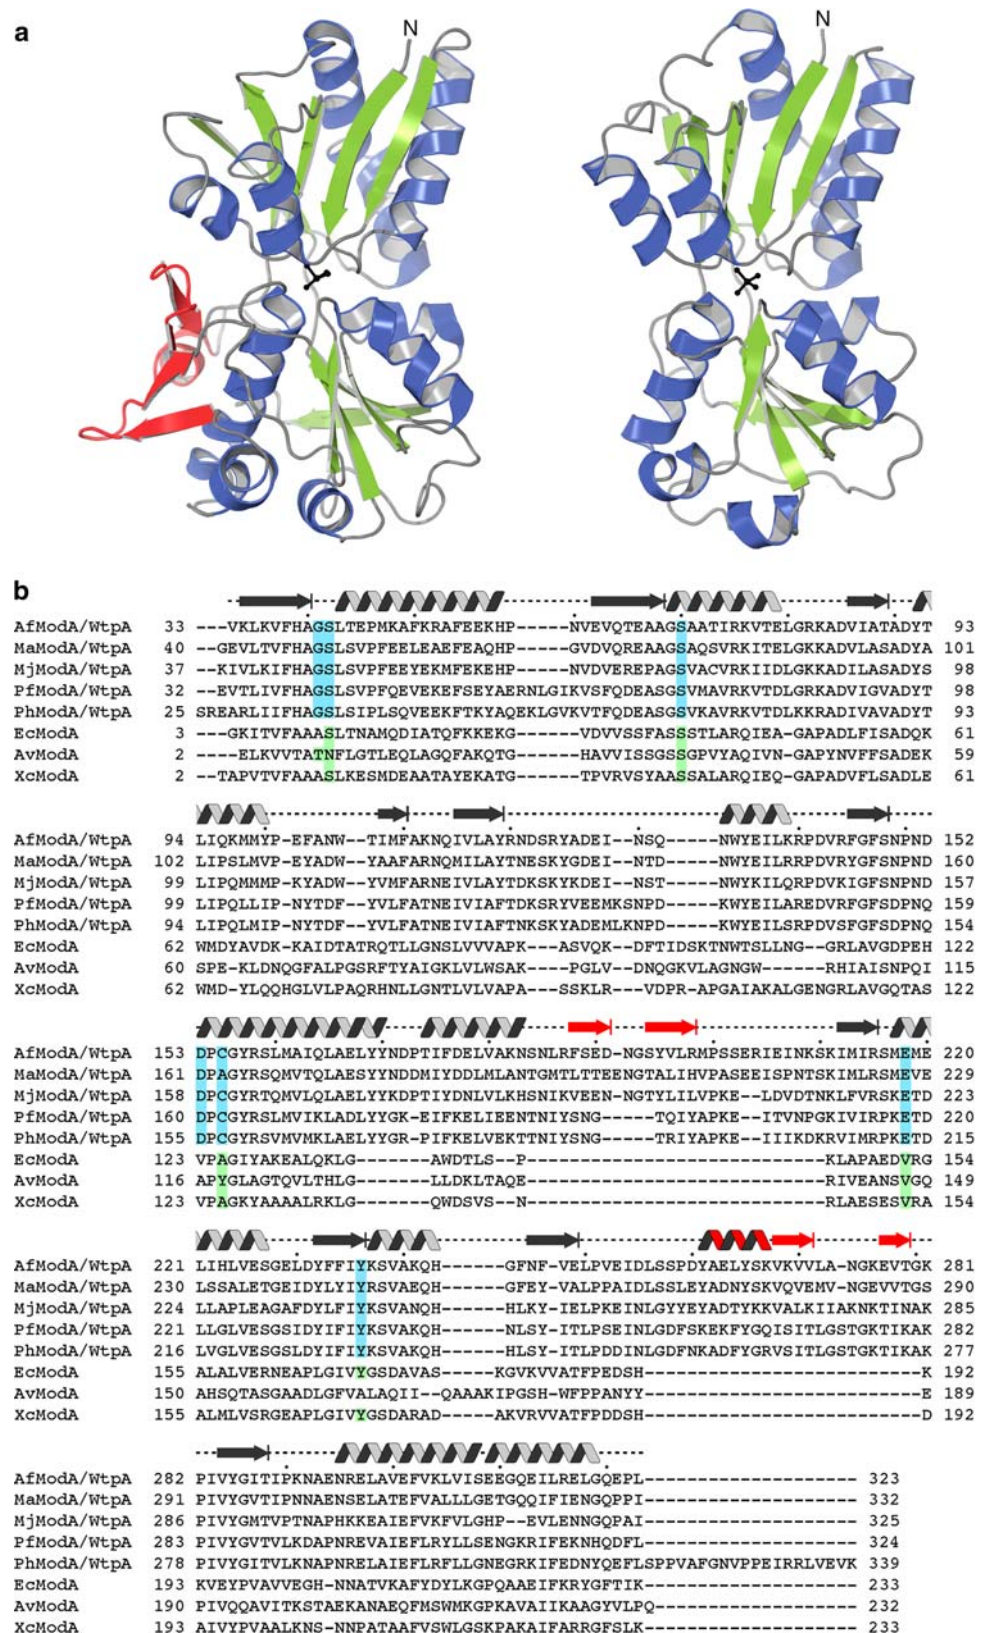 a
N
N
b
AfModA/WtpA 33 ---VKLKVFHAGSLTEPMKAFKRAFEEKHP----NVEVQTEAAGSAATIRKVTELGRKADVIATADYT 93
MaModA/WtpA 40 --GEVLTVFHAGSLSVPFEELEAEFEAQHP----GVDVQREAAGSAQSVRKITELGKKADVLASADYA 101
MjModA/WtpA 37 --KIVLKIFHAGSLSVPFEEYEKMFEKEHP----NVDVEREPAGSVACVRKIIDLGKKADILASADYS 98
PfModA/WtpA 32 --EVTLIVFHAGSLSVPFQEVEKEFSEYAERNLGIKVSFQDEASGSVMAVRKVTDLGRKADVIGVADYT 98
PhModA/WtpA 25 SREARLIIFHAGSLSIPLSQVEEKFTKYAQEKLGVKVTFQDEASGSVKAVRKVTDLKKRADIVAVADYT 93
EcModA 3 ---GKITVFAAASLTNAMQDIATQFKKEKG----VDVVSSFASSSTLARQIEA-GAPADLFISADQK 61
AvModA 2 ----ELKVVTATNFLGTLEQLAGQFAKQTG----HAVVISSGSSGPVYAQIVN-GAPYNVFFSADEK 59
XcModA 2 ---TAPVTVFAAASLKESMDEAATAYEKATG----TPVRVSYAASSALARQIEQ-GAPADVFLSADLE 61
AfModA/WtpA 94 LIQKMMYP-EFANW--TIMFAKNQIVLAYRNDSRYADEI--NSQ-----NWYEILKRPDVRFGFSNPND 152
MaModA/WtpA 102 LIPSLMVP-EYADW--YAAFARNQMILAYTNESKYGDEI--NTD-----NWYEILRRPDVRYGFSNPND 160
MjModA/WtpA 99 LIPQMMMP-KYADW--YVMFARNEIVLAYTDKSKYKDEI--NST-----NWYKILQRPDVKIGFSNPND 157
PfModA/WtpA 99 LIPQLLIP-NYTDF--YVLFATNEIVIAFTDKSRYVEEMKSNPD-----KWYEILAREDVRFGFSDPNQ 159
PhModA/WtpA 94 LIPQLMIP-NYTDF--YVLFATNEIVIAFTNKSKYADEMLKNPD-----KWYEILSRPDVSFGFSDPNQ 154
EcModA 62 WMDYAVDK-KAIDTATRQTLLGNSLVVVAPK---ASVQK--DFTIDSKTNWTSLLNG--GRLAVGDPEH 122
AvModA 60 SPE-KLDNQGFALPGSRFTYAIGKLVLWSAK----PGLV--DNQGKVLAGNGW------RHIAISNPQI 115
XcModA 62 WMD-YLQQHGLVLPAQRHNLLGNTLVLVAPA---SSKLR---VDPR-APGAIAKALGENGRLAVGQTAS 122
AfModA/WtpA 153 DPCGYRSLMAIQLAELYYNDPTIFDELVAKNSNLRFSED-NGSYVLRMPSSERIEINKSKIMIRSMEME 220
MaModA/WtpA 161 DPAGYRSQMVTQLAESYYNDDMIYDDLMLANTGMTLTTEENGTALIHVPASEEISPNTSKIMLRSMEVE 229
MjModA/WtpA 158 DPCGYRTQMVLQLAELYYKDPTIYDNLVLKHSNIKVEEN-NGTYLILVPKE--LDVDTNKLFVRSKETD 223
PfModA/WtpA 160 DPCGYRSLMVIKLADLYYGK-EIFKELIEENTNIYSNG----TQIYAPKE--ITVNPGKIVIRPKETD 220
PhModA/WtpA 155 DPCGYRSVMVMKLAELYYGR-PIFKELVEKTTNIYSNG----TRIYAPKE--IIIKDKRVIMRPKETD 215
EcModA 123 VPAGIYAKEALQKLG-------AWDTLS--P----------------------------KLAPAEDVRG 154
AvModA 116 APYGLAGTQVLTHLG-------LLDKLTAQE----------------------------RIVEANSVGQ 149
XcModA 123 VPAGKYAAAALRKLG-------QWDSVS--N----------------------------RLAESESVRA 154
AfModA/WtpA 221 LIHLVESGELDYFFIYKSVAKQH------GFNF-VELPVEIDLSSPDYAELYSKVKVVLA-NGKEVTGK 281
MaModA/WtpA 230 LSSALETGEIDYLYIYRSVAEQH------GFEY-VALPPAIDLSSLEYADNYSKVQVEMV-NGEVVTGS 290
MjModA/WtpA 224 LLAPLEAGAFDYLFIYKSVANQH------HLKY-IELPKEINLGYYEYADTYKKVALKIIAKNKTINAK 285
PfModA/WtpA 221 LLGLVESGSIDYIFIYKSVAKQH------NLSY-ITLPSEINLGDFSKEKFYGQISITLGSTGKTIKAK 282
PhModA/WtpA 216 LVGLVESGSLDYIFIYKSVAKQH------HLSY-ITLPDDINLGDFNKADFYGRVSITLGSTGKTIKAK 277
EcModA 155 ALALVERNEAPLGIVYGSDAVAS-----KGVKVVATFPEDSH--------------------------K 192
AvModA 150 AHSQTASGAADLGFVALAQII--QAAAKIPGSH-WFPPANYY--------------------------E 189
XcModA 155 ALMLVSRGEAPLGIVYGSDARAD-----AKVRVVATFPDDSH--------------------------D 192
AfModA/WtpA 282 PIVYGITIPKNAENRELAVEFVKLVISEEGQEILRELGQEPL-------------------- 323
MaModA/WtpA 291 PIVYGVTIPNNAENSELATEFVALLLGETGQQIFIENGQPPI-------------------- 332
MjModA/WtpA 286 PIVYGMTVPTNAPHKKEAIEFVKFVLGHP--EVLENNGQPAI-------------------- 325
PfModA/WtpA 283 PIVYGVTVLKDAPNREVAIEFLRYLLSENGKRIFEKNHQDFL-------------------- 324
PhModA/WtpA 278 PIVYGITVLKNAPNRELAIEFLRFLLGNEGRKIFEDNYQEFLSPPVAFGNVPPEIRRLVEVK 339
EcModA 193 KVEYPVAVVEGH-NNATVKAFYDYLKGPQAAEIFKRYGFTIK-------------------- 233
AvModA 190 PIVQQAVITKSTAEKANAEQFMSWMKGPKAVAIIKAAGYVLPQ------------------- 232
XcModA 193 AIVYPVAALKNS-NNPATAAFVSWLGSKPAKAIFARRGFSLK-------------------- 233